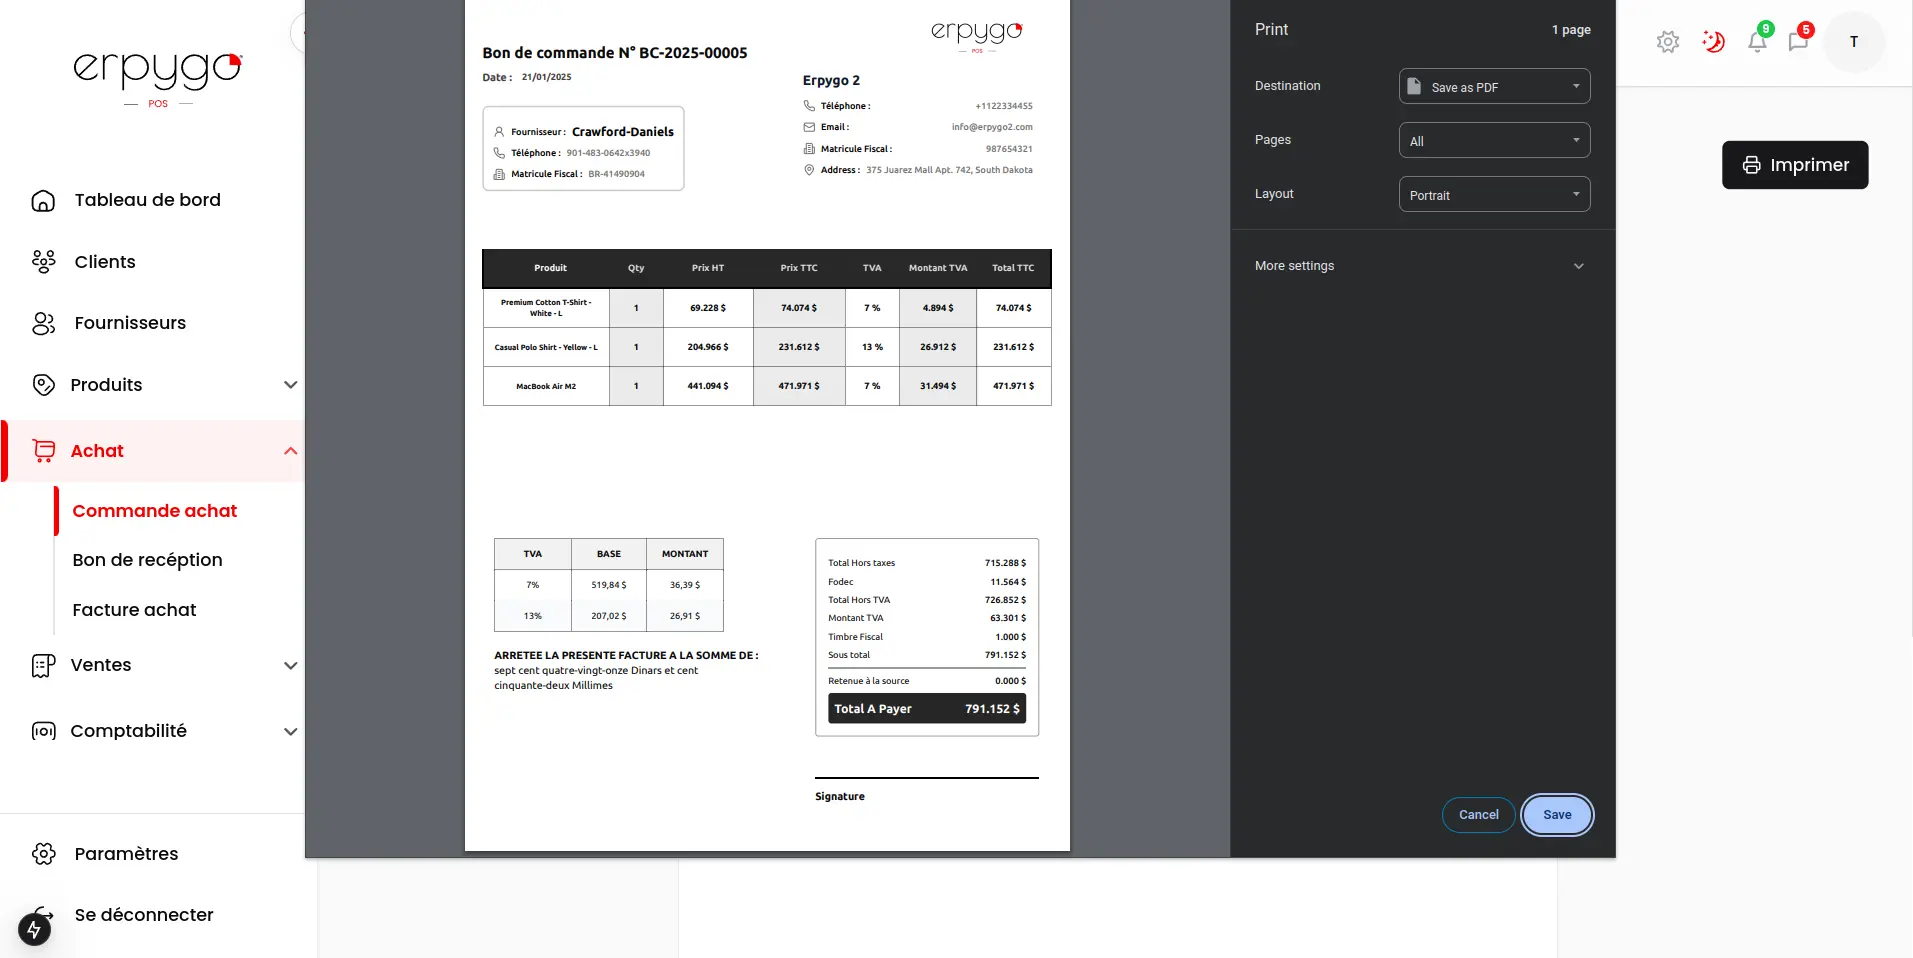 erpygo
POS
Tableau de bord
Clients
Fournisseurs
Produits
Achat
Commande achat
Bon de recéption
Facture achat
Ventes
Comptabilité
Paramètres
Se déconnecter
erpygo
POS
Bon de commande N° BC-2025-00005
Date : 21/01/2025
Fournisseur : Crawford-Daniels
Téléphone : 901-483-0642x3940
Matricule Fiscal : BR-41490904
Erpygo 2
Téléphone : +1122334455
Email : info@erpygo2.com
Matricule Fiscal : 987654321
Address : 375 Juarez Mall Apt. 742, South Dakota
Produit Qty Prix HT Prix TTC TVA Montant TVA Total TTC
Premium Cotton T-Shirt -
White - L 1 69.228 $ 74.074 $ 7 % 4.894 $ 74.074 $
Casual Polo Shirt - Yellow - L 1 204.966 $ 231.612 $ 13 % 26.912 $ 231.612 $
MacBook Air M2 1 441.094 $ 471.971 $ 7 % 31.494 $ 471.971 $
TVA BASE MONTANT
7% 519,84 $ 36,39 $
13% 207,02 $ 26,91 $
ARRETEE LA PRESENTE FACTURE A LA SOMME DE :
sept cent quatre-vingt-onze Dinars et cent
cinquante-deux Millimes
Total Hors taxes 715.288 $
Fodec 11.564 $
Total Hors TVA 726.852 $
Montant TVA 63.301 $
Timbre Fiscal 1.000 $
Sous total 791.152 $
Retenue à la source 0.000 $
Total A Payer 791.152 $
Signature
Print 1 page
Destination Save as PDF
Pages All
Layout Portrait
More settings
Cancel Save
9
5
T
Imprimer